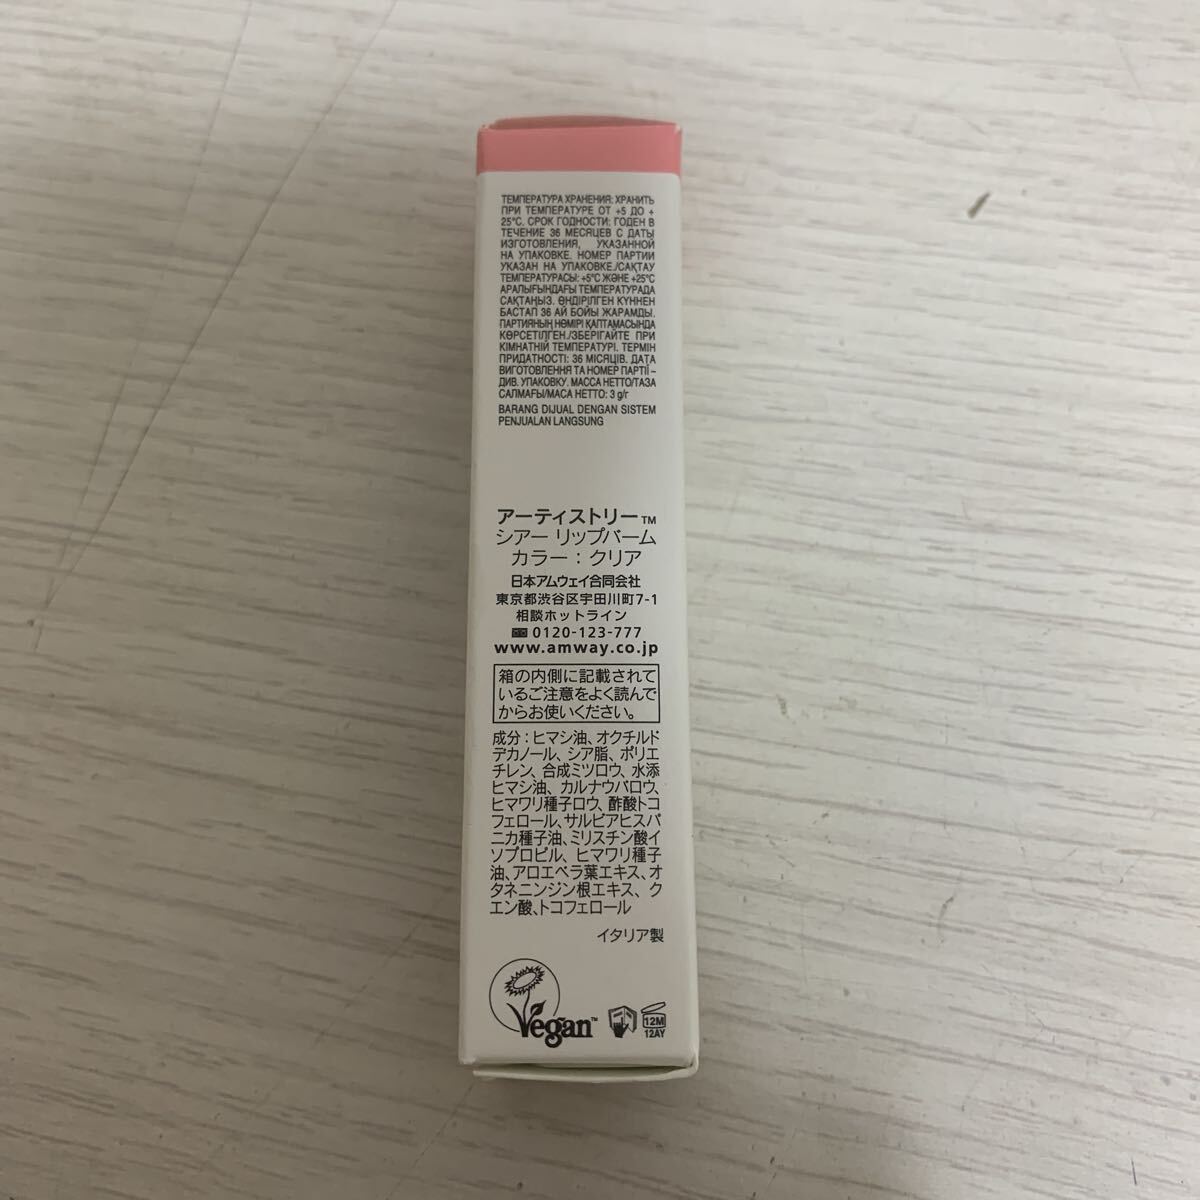 ТЕМПЕРАТУРА ХРАНЕНИЯ: ХРАНИТЬ
ПРИ ТЕМПЕРАТУРЕ ОТ +5 ДО +
25°C. СРОК ГОДНОСТИ: ГОДЕН В
ТЕЧЕНИЕ 36 МЕСЯЦЕВ С ДАТЫ
ИЗГОТОВЛЕНИЯ, УКАЗАННОЙ
НА УПАКОВКЕ. НОМЕР ПАРТИИ
УКАЗАН НА УПАКОВКЕ./САҚТАУ
ТЕМПЕРАТУРАСЫ: +5°C ЖӘНЕ +25°C
АРАЛЫҒЫНДАҒЫ ТЕМПЕРАТУРАДА
САҚТАҢЫЗ. ӨНДІРІЛГЕН КҮННЕН
БАСТАП 36 АЙ БОЙЫ ЖАРАМДЫ.
ПАРТИЯНЫҢ НӨМІРІ ҚАПТАМАСЫНДА
КӨРСЕТІЛГЕН./ЗБЕРІГАЙТЕ ПРИ
КІМНАТНІЙ ТЕМПЕРАТУРІ. ТЕРМІН
ПРИДАТНОСТІ: 36 МІСЯЦІВ. ДАТА
ВИГОТОВЛЕННЯ ТА НОМЕР ПАРТІЇ –
ДИВ. УПАКОВКУ. МАССА НЕТТО/ТАЗА
САЛМАҒЫ/МАСА НЕТТО: 3 g/г
BARANG DIJUAL DENGAN SISTEM
PENJUALAN LANGSUNG
アーティストリー™
シアー リップバーム
カラー：クリア
日本アムウェイ合同会社
東京都渋谷区宇田川町7-1
相談ホットライン
0120-123-777
www.amway.co.jp
箱の内側に記載されて
いるご注意をよく読んで
からお使いください。
成分：ヒマシ油、オクチルド
デカノール、シア脂、ポリエ
チレン、合成ミツロウ、水添
ヒマシ油、カルナウバロウ、
ヒマワリ種子ロウ、酢酸トコ
フェロール、サルビアヒスパ
ニカ種子油、ミリスチン酸イ
ソプロピル、ヒマワリ種子
油、アロエベラ葉エキス、オ
タネニンジン根エキス、ク
エン酸、トコフェロール
イタリア製
Vegan™
12M
12AY